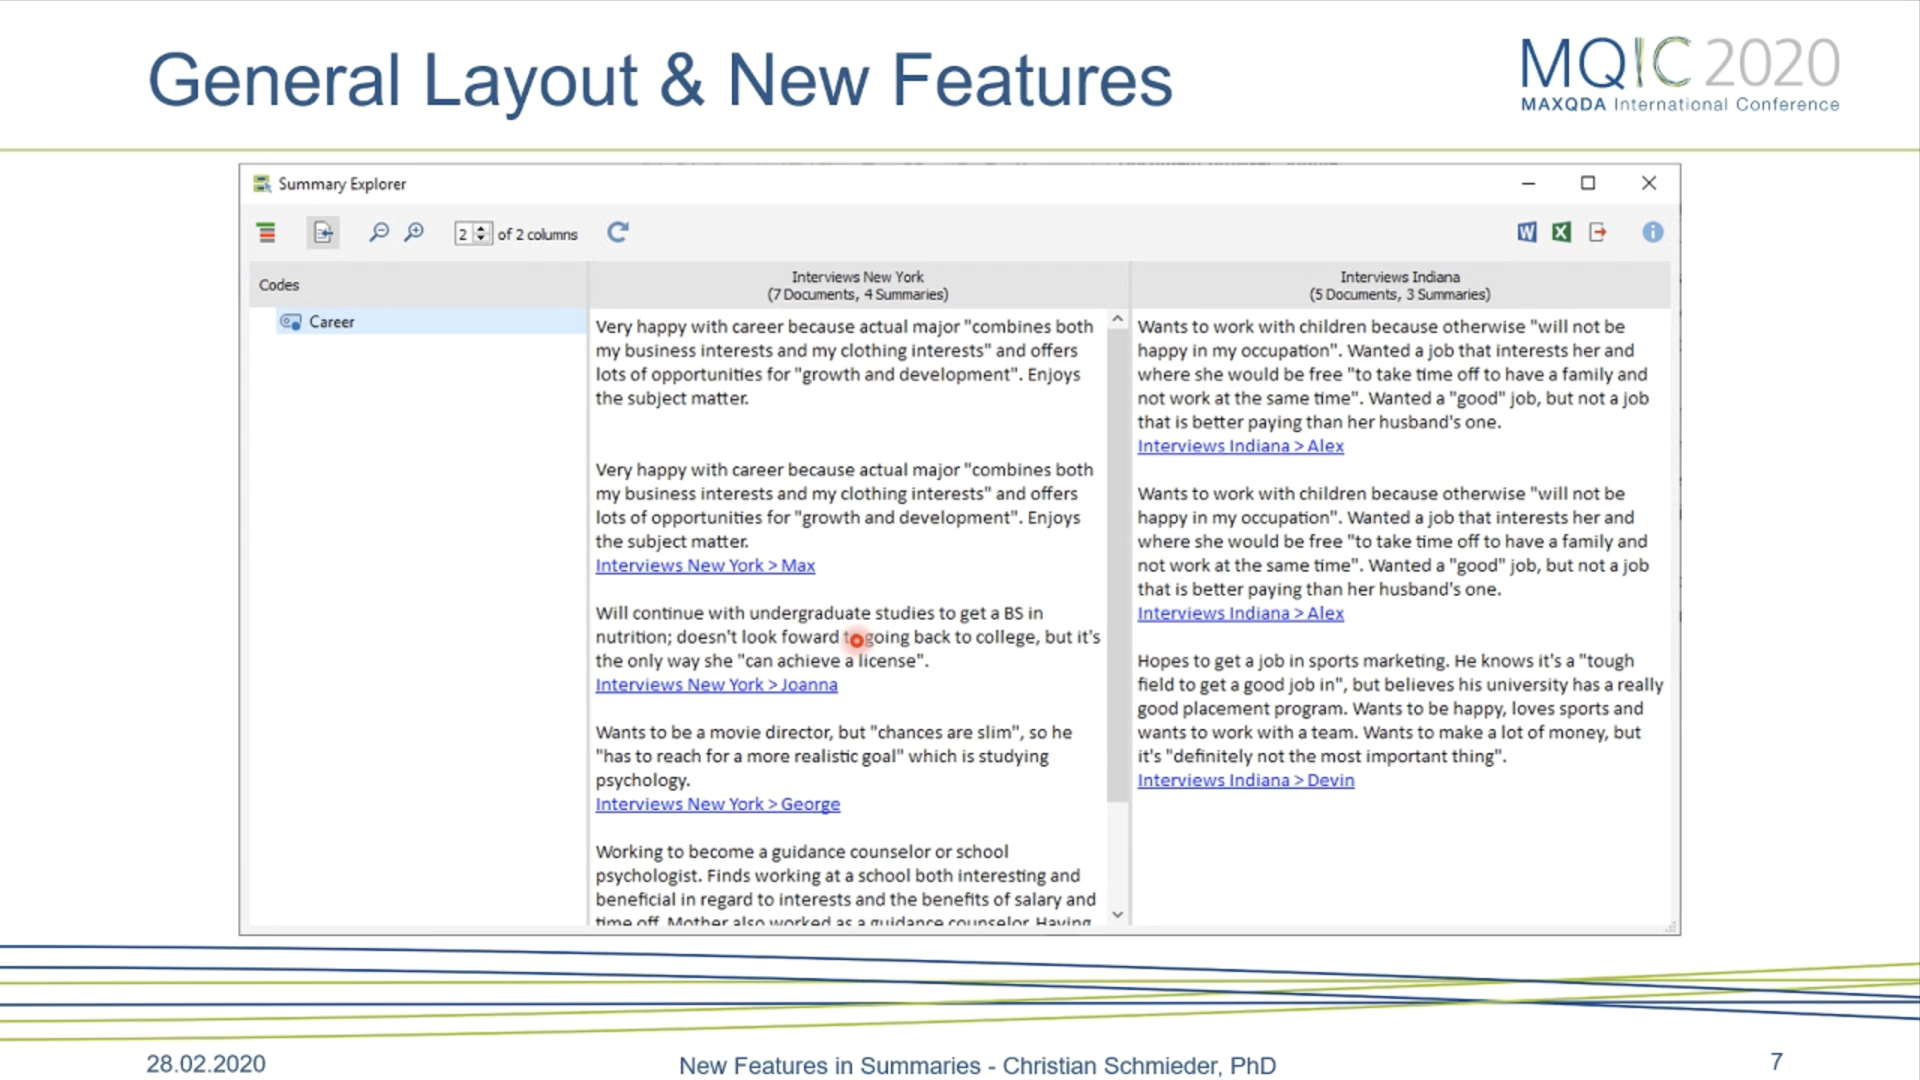 General Layout & New Features
MQIC 2020
MAXQDA International Conference
Summary Explorer
2 of 2 columns
Codes
Career
Interviews New York
(7 Documents, 4 Summaries)
Very happy with career because actual major "combines both
my business interests and my clothing interests" and offers
lots of opportunities for "growth and development". Enjoys
the subject matter.
Very happy with career because actual major "combines both
my business interests and my clothing interests" and offers
lots of opportunities for "growth and development". Enjoys
the subject matter.
Interviews New York > Max
Will continue with undergraduate studies to get a BS in
nutrition; doesn't look foward to going back to college, but it's
the only way she "can achieve a license".
Interviews New York > Joanna
Wants to be a movie director, but "chances are slim", so he
"has to reach for a more realistic goal" which is studying
psychology.
Interviews New York > George
Working to become a guidance counselor or school
psychologist. Finds working at a school both interesting and
beneficial in regard to interests and the benefits of salary and
time off. Mother also worked as a guidance counselor. Having
Interviews Indiana
(5 Documents, 3 Summaries)
Wants to work with children because otherwise "will not be
happy in my occupation". Wanted a job that interests her and
where she would be free "to take time off to have a family and
not work at the same time". Wanted a "good" job, but not a job
that is better paying than her husband's one.
Interviews Indiana > Alex
Wants to work with children because otherwise "will not be
happy in my occupation". Wanted a job that interests her and
where she would be free "to take time off to have a family and
not work at the same time". Wanted a "good" job, but not a job
that is better paying than her husband's one.
Interviews Indiana > Alex
Hopes to get a job in sports marketing. He knows it's a "tough
field to get a good job in", but believes his university has a really
good placement program. Wants to be happy, loves sports and
wants to work with a team. Wants to make a lot of money, but
it's "definitely not the most important thing".
Interviews Indiana > Devin
28.02.2020
New Features in Summaries - Christian Schmieder, PhD
7